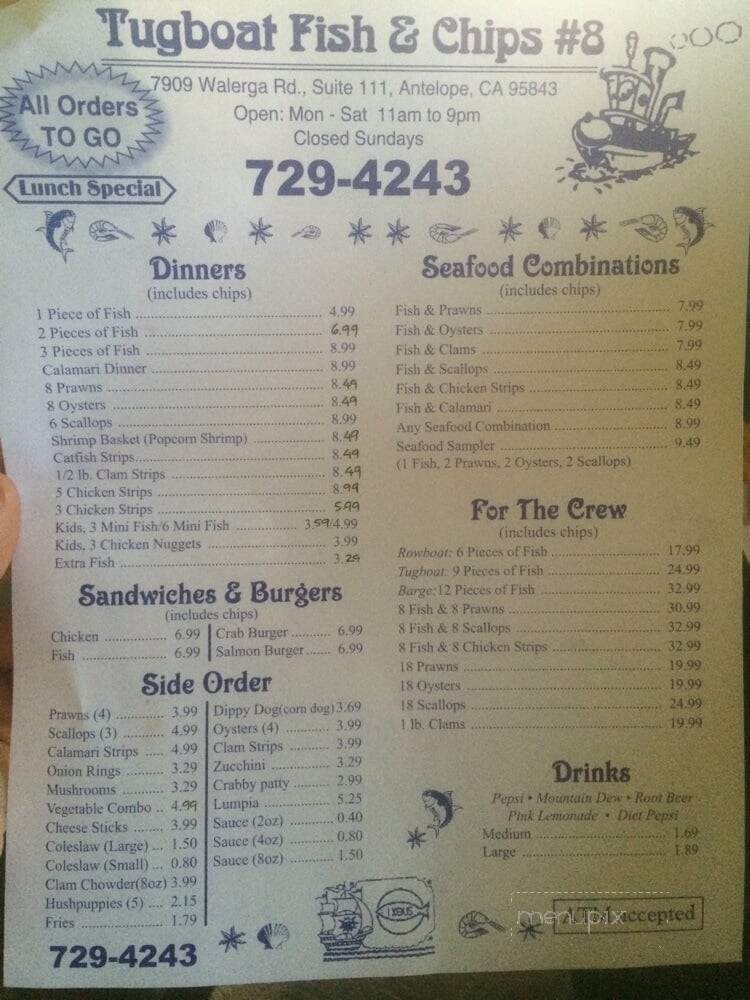 Tugboat Fish & Chips #8
7909 Walerga Rd., Suite 111, Antelope, CA 95843
Open: Mon - Sat 11am to 9pm
Closed Sundays
729-4243
All Orders
TO GO
Lunch Special
Dinners
(includes chips)
1 Piece of Fish 4.99
2 Pieces of Fish 6.99
3 Pieces of Fish 8.99
Calamari Dinner 8.99
8 Prawns 8.49
8 Oysters 8.49
6 Scallops 8.99
Shrimp Basket (Popcorn Shrimp) 8.49
Catfish Strips 8.49
1/2 lb. Clam Strips 8.49
5 Chicken Strips 8.99
3 Chicken Strips 5.99
Kids, 3 Mini Fish/6 Mini Fish 3.59/4.99
Kids, 3 Chicken Nuggets 3.99
Extra Fish 3.29
Sandwiches & Burgers
(includes chips)
Chicken 6.99
Fish 6.99
Crab Burger 6.99
Salmon Burger 6.99
Side Order
Prawns (4) 3.99
Scallops (3) 4.99
Calamari Strips 4.99
Onion Rings 3.29
Mushrooms 3.29
Vegetable Combo 4.99
Cheese Sticks 3.99
Coleslaw (Large) 1.50
Coleslaw (Small) 0.80
Clam Chowder(8oz) 3.99
Hushpuppies (5) 2.15
Fries 1.79
Dippy Dog(corn dog) 3.69
Oysters (4) 3.99
Clam Strips 3.99
Zucchini 3.29
Crabby patty 2.99
Lumpia 5.25
Sauce (2oz) 0.40
Sauce (4oz) 0.80
Sauce (8oz) 1.50
729-4243
Seafood Combinations
(includes chips)
Fish & Prawns 7.99
Fish & Oysters 7.99
Fish & Clams 7.99
Fish & Scallops 8.49
Fish & Chicken Strips 8.49
Fish & Calamari 8.49
Any Seafood Combination 8.99
Seafood Sampler 9.49
(1 Fish, 2 Prawns, 2 Oysters, 2 Scallops)
For The Crew
(includes chips)
Rowboat: 6 Pieces of Fish 17.99
Tugboat: 9 Pieces of Fish 24.99
Barge:12 Pieces of Fish 32.99
8 Fish & 8 Prawns 30.99
8 Fish & 8 Scallops 32.99
8 Fish & 8 Chicken Strips 32.99
18 Prawns 19.99
18 Oysters 19.99
18 Scallops 24.99
1 lb. Clams 19.99
Drinks
Pepsi • Mountain Dew • Root Beer
Pink Lemonade • Diet Pepsi
Medium 1.69
Large 1.89
ΙΧΘΥΣ
menupix
ATM accepted